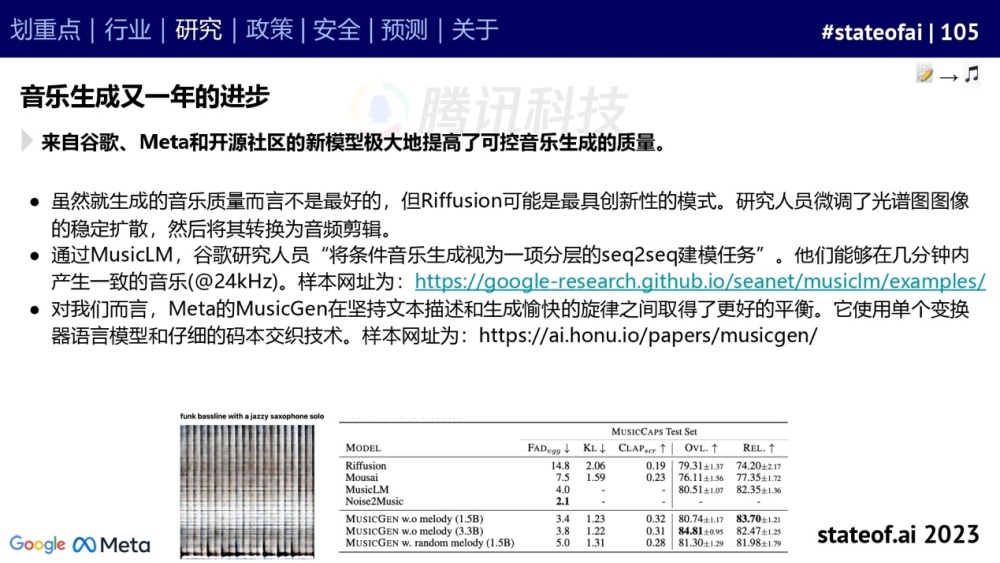 划重点 | 行业 | 研究 | 政策 | 安全 | 预测 | 关于
#stateofai | 105
音乐生成又一年的进步
腾讯科技
来自谷歌、Meta和开源社区的新模型极大地提高了可控音乐生成的质量。
● 虽然就生成的音乐质量而言不是最好的，但Riffusion可能是最具创新性的模式。研究人员微调了光谱图图像
的稳定扩散，然后将其转换为音频剪辑。
● 通过MusicLM，谷歌研究人员“将条件音乐生成视为一项分层的seq2seq建模任务”。他们能够在几分钟内
产生一致的音乐(@24kHz)。样本网址为：https://google-research.github.io/seanet/musiclm/examples/
● 对我们而言，Meta的MusicGen在坚持文本描述和生成愉快的旋律之间取得了更好的平衡。它使用单个变换
器语言模型和仔细的码本交织技术。样本网址为：https://ai.honu.io/papers/musicgen/
funk bassline with a jazzy saxophone solo
MUSICCAPS Test Set
MODEL FADvgg ↓ KL ↓ CLAPscr ↑ OVL. ↑ REL. ↑
Riffusion 14.8 2.06 0.19 79.31±1.37 74.20±2.17
Mousai 7.5 1.59 0.23 76.11±1.56 77.35±1.72
MusicLM 4.0 - - 80.51±1.07 82.35±1.36
Noise2Music 2.1 - - - -
MUSICGEN w.o melody (1.5B) 3.4 1.23 0.32 80.74±1.17 83.70±1.21
MUSICGEN w.o melody (3.3B) 3.8 1.22 0.31 84.81±0.95 82.47±1.25
MUSICGEN w. random melody (1.5B) 5.0 1.31 0.28 81.30±1.29 81.98±1.79
Google Meta
stateof.ai 2023